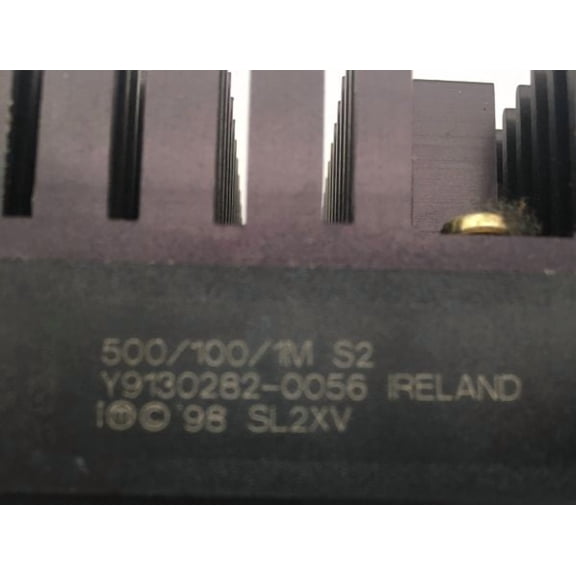 500/100/1M S2
Y9130282-0056 IRELAND
i ⓜ © '98 SL2XV